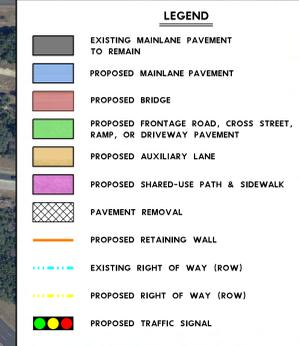 LEGEND
EXISTING MAINLANE PAVEMENT
TO REMAIN
PROPOSED MAINLANE PAVEMENT
PROPOSED BRIDGE
PROPOSED FRONTAGE ROAD, CROSS STREET,
RAMP, OR DRIVEWAY PAVEMENT
PROPOSED AUXILIARY LANE
PROPOSED SHARED-USE PATH & SIDEWALK
PAVEMENT REMOVAL
PROPOSED RETAINING WALL
EXISTING RIGHT OF WAY (ROW)
PROPOSED RIGHT OF WAY (ROW)
PROPOSED TRAFFIC SIGNAL